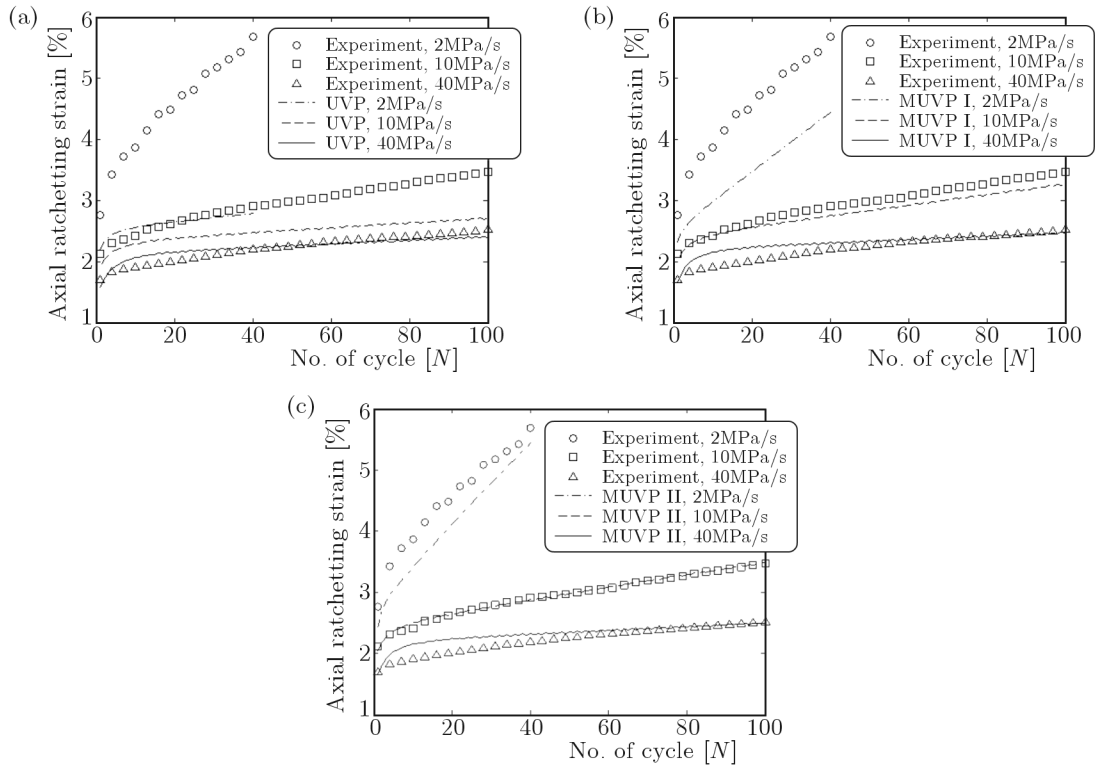 (a)
Axial ratchetting strain [%]
6
5
4
3
2
1
0 20 40 60 80 100
No. of cycle [N]
Experiment, 2MPa/s
Experiment, 10MPa/s
Experiment, 40MPa/s
UVP, 2MPa/s
UVP, 10MPa/s
UVP, 40MPa/s
(b)
Axial ratchetting strain [%]
6
5
4
3
2
1
0 20 40 60 80 100
No. of cycle [N]
Experiment, 2MPa/s
Experiment, 10MPa/s
Experiment, 40MPa/s
MUVP I, 2MPa/s
MUVP I, 10MPa/s
MUVP I, 40MPa/s
(c)
Axial ratchetting strain [%]
6
5
4
3
2
1
0 20 40 60 80 100
No. of cycle [N]
Experiment, 2MPa/s
Experiment, 10MPa/s
Experiment, 40MPa/s
MUVP II, 2MPa/s
MUVP II, 10MPa/s
MUVP II, 40MPa/s